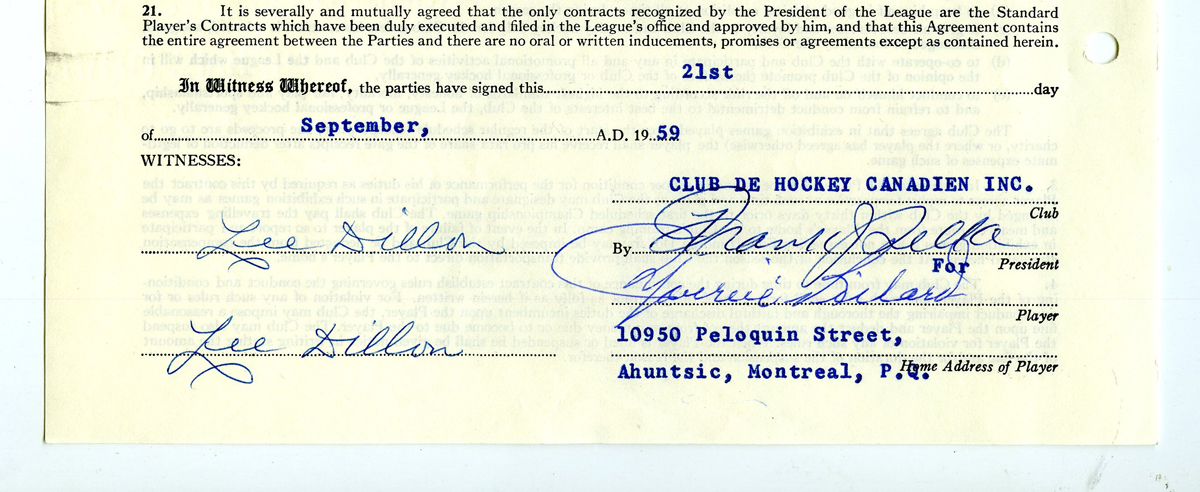 21. It is severally and mutually agreed that the only contracts recognized by the President of the League are the Standard
Player's Contracts which have been duly executed and filed in the League's office and approved by him, and that this Agreement contains
the entire agreement between the Parties and there are no oral or written inducements, promises or agreements except as contained herein.
In Witness Whereof, the parties have signed this 21st day
of September, A.D. 1959
WITNESSES:
CLUB DE HOCKEY CANADIEN INC.
Club
Lee Dillon By Frank J Selke
For President
Maurice Richard
Player
10950 Peloquin Street,
Lee Dillon
Ahuntsic, Montreal, P.Q. Home Address of Player